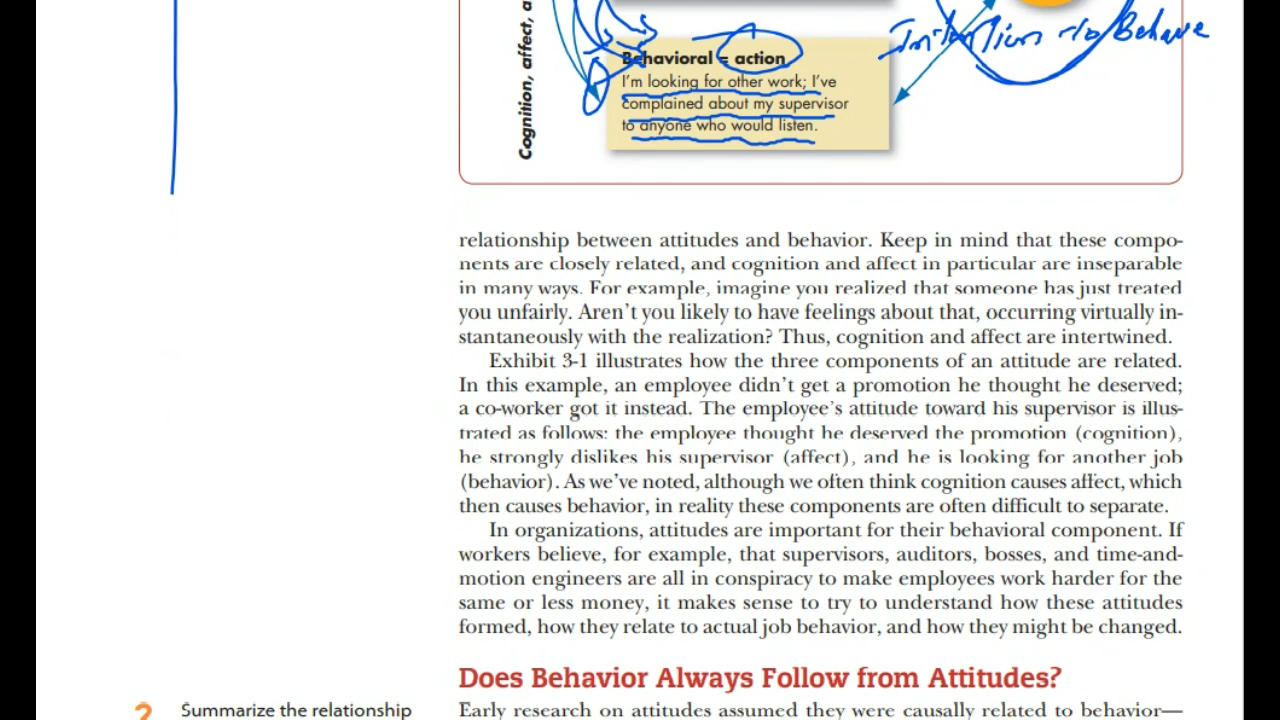 Cognition, affect, a
Intention to Behave
Behavioral = action
I'm looking for other work; I've
complained about my supervisor
to anyone who would listen.
relationship between attitudes and behavior. Keep in mind that these compo-
nents are closely related, and cognition and affect in particular are inseparable
in many ways. For example, imagine you realized that someone has just treated
you unfairly. Aren't you likely to have feelings about that, occurring virtually in-
stantaneously with the realization? Thus, cognition and affect are intertwined.
Exhibit 3-1 illustrates how the three components of an attitude are related.
In this example, an employee didn't get a promotion he thought he deserved;
a co-worker got it instead. The employee's attitude toward his supervisor is illus-
trated as follows: the employee thought he deserved the promotion (cognition),
he strongly dislikes his supervisor (affect), and he is looking for another job
(behavior). As we've noted, although we often think cognition causes affect, which
then causes behavior, in reality these components are often difficult to separate.
In organizations, attitudes are important for their behavioral component. If
workers believe, for example, that supervisors, auditors, bosses, and time-and-
motion engineers are all in conspiracy to make employees work harder for the
same or less money, it makes sense to try to understand how these attitudes
formed, how they relate to actual job behavior, and how they might be changed.
Does Behavior Always Follow from Attitudes?
2 Summarize the relationship
Early research on attitudes assumed they were causally related to behavior—